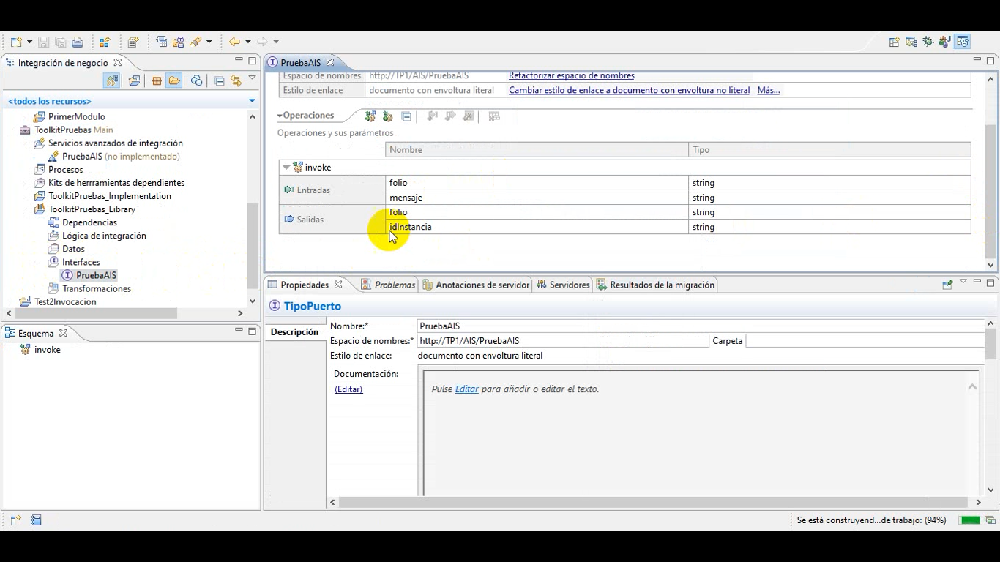 Integración de negocio
<todos los recursos>
PrimerModulo
ToolkitPruebas Main
Servicios avanzados de integración
PruebaAIS (no implementado)
Procesos
Kits de herrramientas dependientes
ToolkitPruebas_Implementation
ToolkitPruebas_Library
Dependencias
Lógica de integración
Datos
Interfaces
PruebaAIS
Transformaciones
Test2Invocacion
Esquema
invoke
PruebaAIS
Espacio de nombres http://TP1/AIS/PruebaAIS Refactorizar espacio de nombres
Estilo de enlace documento con envoltura literal Cambiar estilo de enlace a documento con envoltura no literal Más...
Operaciones
Operaciones y sus parámetros
Nombre Tipo
invoke
Entradas
folio string
mensaje string
Salidas
folio string
idInstancia string
Propiedades Problemas Anotaciones de servidor Servidores Resultados de la migración
TipoPuerto
Descripción
Nombre:* PruebaAIS
Espacio de nombres:* http://TP1/AIS/PruebaAIS Carpeta
Estilo de enlace: documento con envoltura literal
Documentación:
(Editar)
Pulse Editar para añadir o editar el texto.
Se está construyend...de trabajo: (94%)